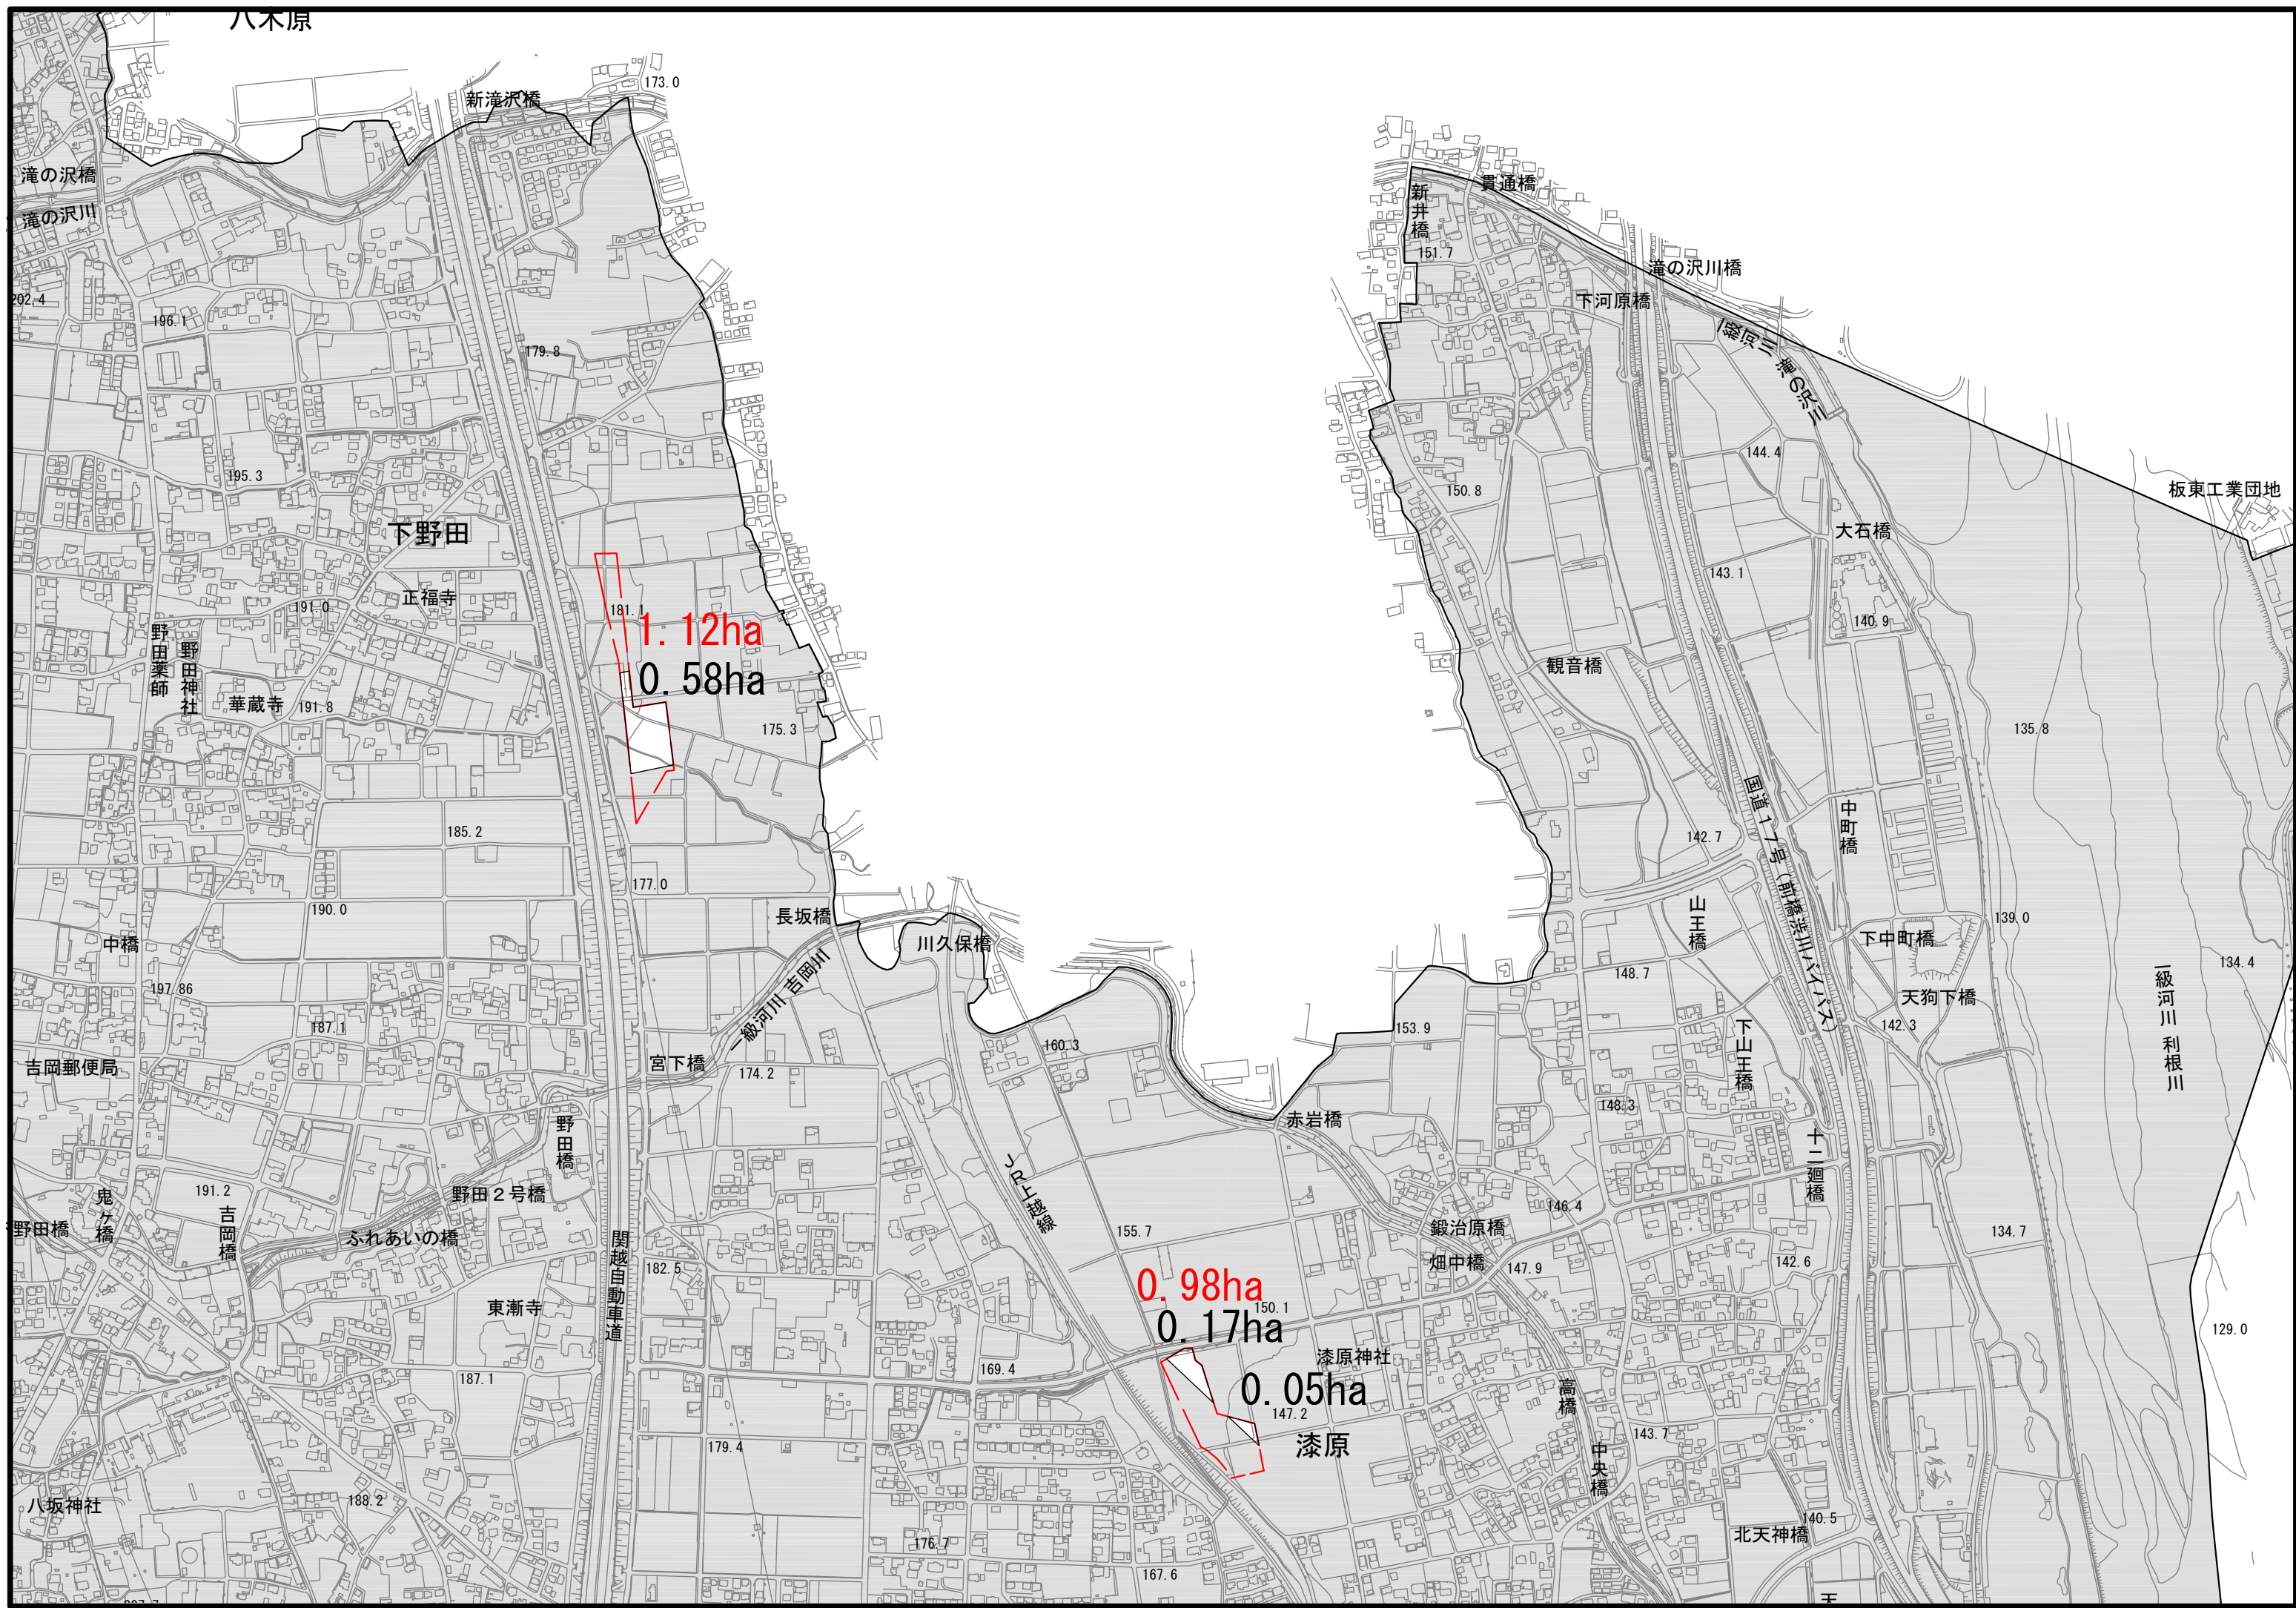 八木原
新滝沢橋
173.0
滝の沢橋
滝の沢川
新井橋
貫通橋
151.7
滝の沢川橋
下河原橋
202.4
196.1
179.8
一級河川 滝の沢川
144.4
195.3
150.8
板東工業団地
下野田
大石橋
143.1
正福寺
191.0
181.1
1.12ha
0.58ha
140.9
野田薬師
野田神社
華蔵寺
191.8
観音橋
175.3
135.8
国道17号(前橋渋川バイパス)
中町橋
185.2
142.7
177.0
190.0
長坂橋
川久保橋
山王橋
139.0
中橋
下中町橋
134.4
148.7
197.86
一級河川 吉岡川
天狗下橋
一級河川 利根川
187.1
153.9
142.3
160.3
下山王橋
吉岡郵便局
宮下橋
174.2
148.3
赤岩橋
野田橋
十二廻橋
JR上越線
191.2
鬼ヶ橋
野田2号橋
吉岡橋
146.4
野田橋
ふれあいの橋
155.7
鍛治原橋
134.7
関越自動車道
182.5
畑中橋
147.9
142.6
0.98ha
150.1
東漸寺
0.17ha
129.0
漆原神社
169.4
187.1
0.05ha
高橋
147.2
179.4
漆原
143.7
中央橋
188.2
八坂神社
140.5
北天神橋
176.7
167.6
天